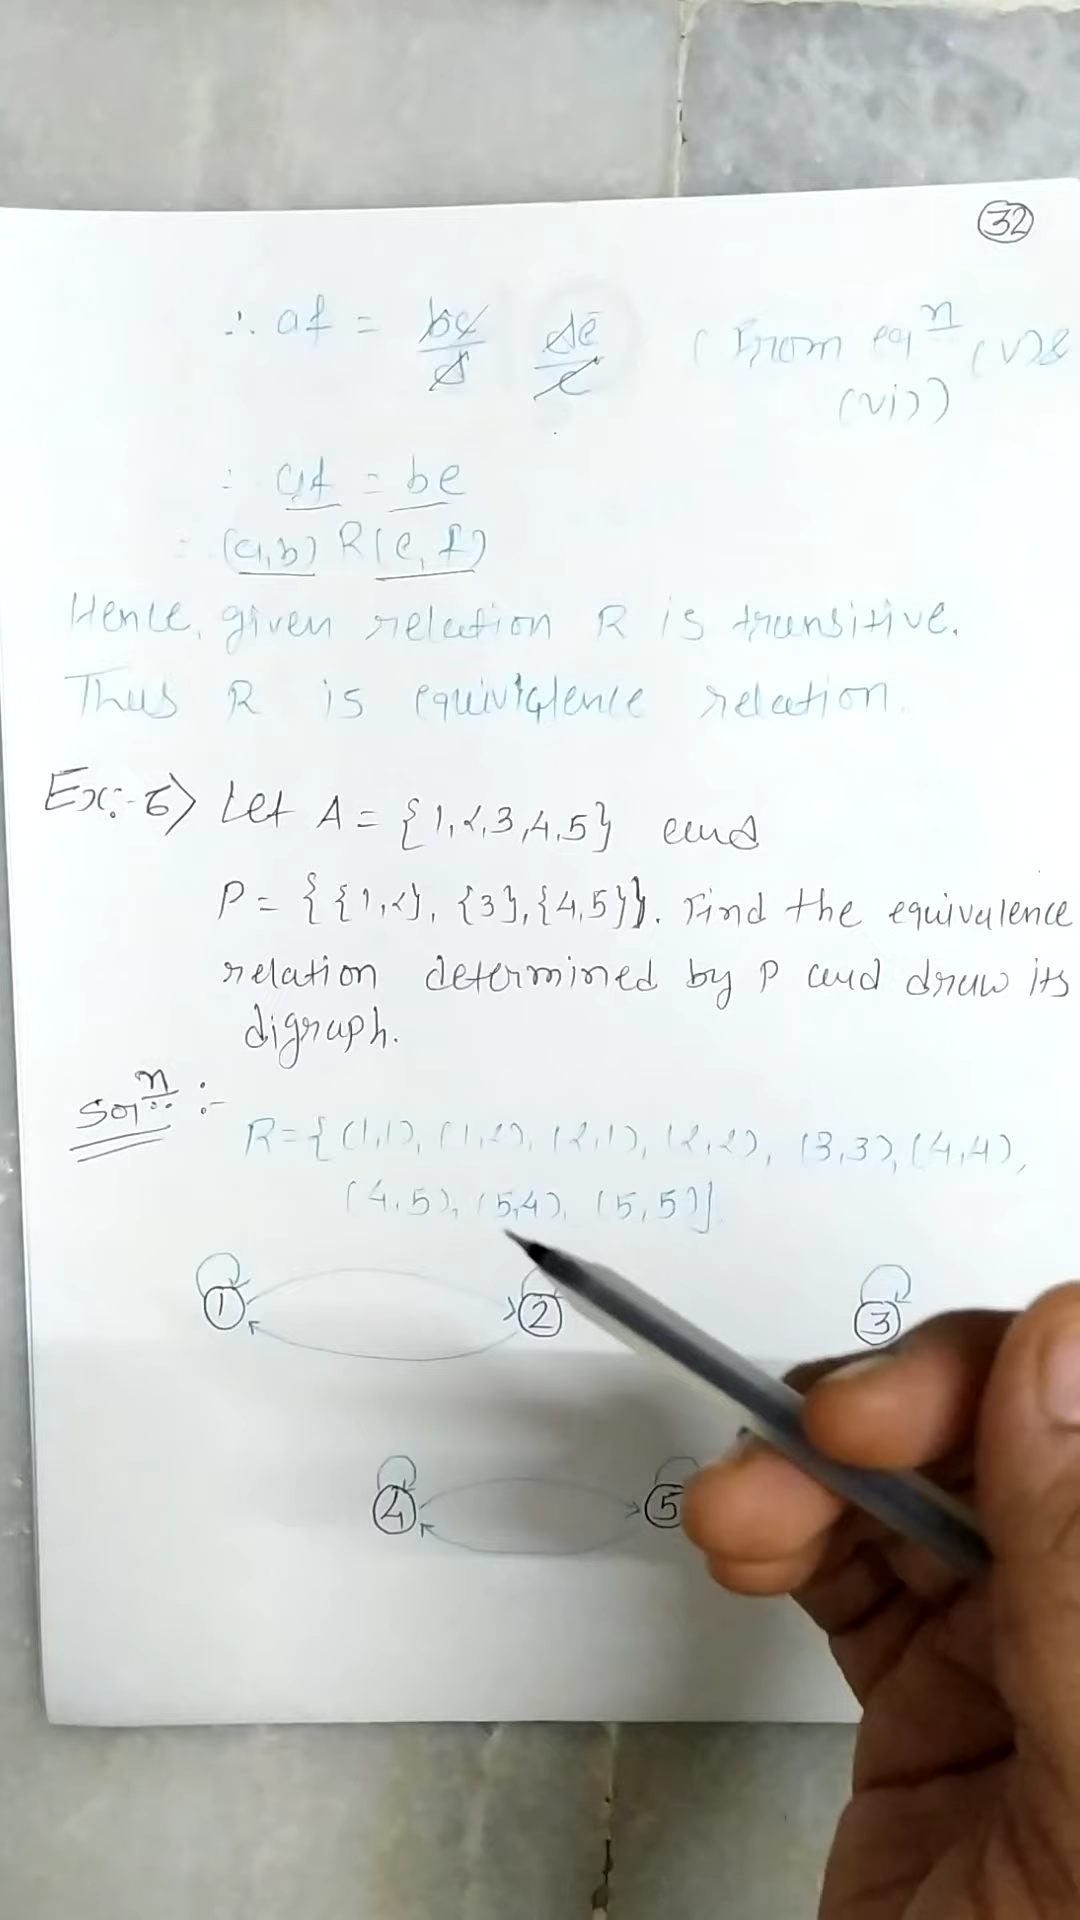 32
∴ af = bc/d de/c (From eqn (v)&
(vi))
∴ af = be
= (a,b) R(e,f)
Hence, given relation R is transitive.
Thus R is equivalence relation.
Ex:-6) Let A = {1,2,3,4,5} and
P = { {1,2}, {3},{4,5}}. Find the equivalence
relation determined by P and draw its
digraph.
Soln :-
R={(1,1), (1,2), (2,1), (2,2), (3,3), (4,4),
(4,5), (5,4), (5,5)}
1 2 3
4 5